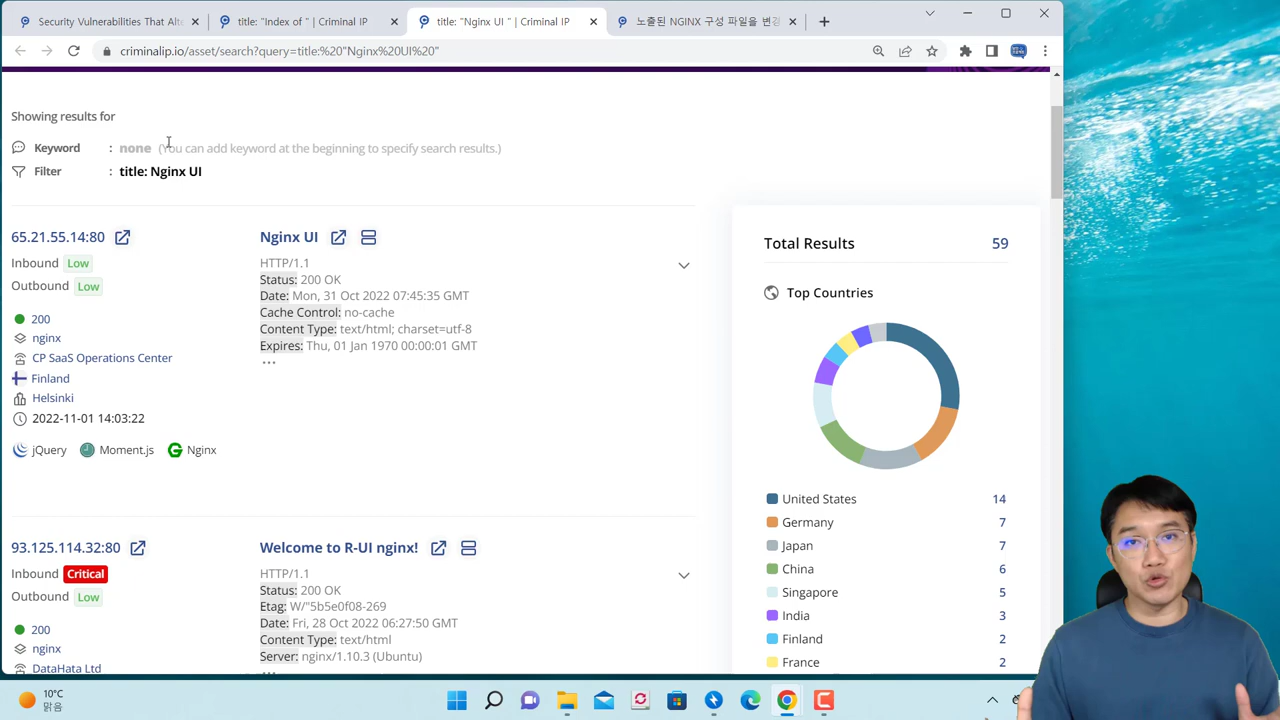 Security Vulnerabilities That Alte
title: "Index of " | Criminal IP
title: "Nginx UI " | Criminal IP
노출된 NGINX 구성 파일을 변경
criminalip.io/asset/search?query=title:%20"Nginx%20UI%20"
Showing results for
Keyword : none (You can add keyword at the beginning to specify search results.)
Filter : title: Nginx UI
65.21.55.14:80
Inbound Low
Outbound Low
200
nginx
CP SaaS Operations Center
Finland
Helsinki
2022-11-01 14:03:22
jQuery Moment.js Nginx
Nginx UI
HTTP/1.1
Status: 200 OK
Date: Mon, 31 Oct 2022 07:45:35 GMT
Cache Control: no-cache
Content Type: text/html; charset=utf-8
Expires: Thu, 01 Jan 1970 00:00:01 GMT
...
93.125.114.32:80
Inbound Critical
Outbound Low
200
nginx
DataHata Ltd
Welcome to R-UI nginx!
HTTP/1.1
Status: 200 OK
Etag: W/"5b5e0f08-269
Date: Fri, 28 Oct 2022 06:27:50 GMT
Content Type: text/html
Server: nginx/1.10.3 (Ubuntu)
Total Results 59
Top Countries
United States 14
Germany 7
Japan 7
China 6
Singapore 5
India 3
Finland 2
France 2
10°C
맑음